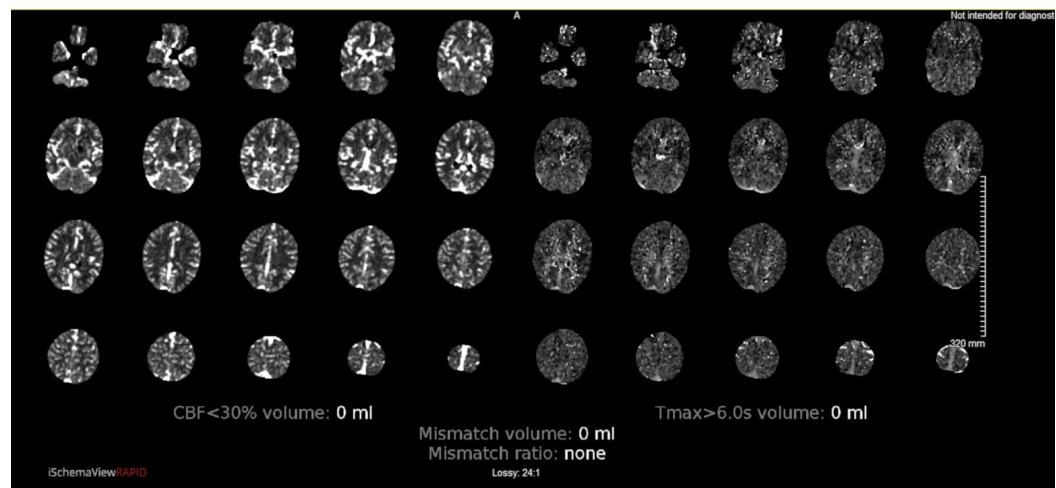 A
Not intended for diagnost
320 mm
CBF<30% volume: 0 ml
Tmax>6.0s volume: 0 ml
Mismatch volume: 0 ml
Mismatch ratio: none
iSchemaViewRAPID
Lossy: 24:1